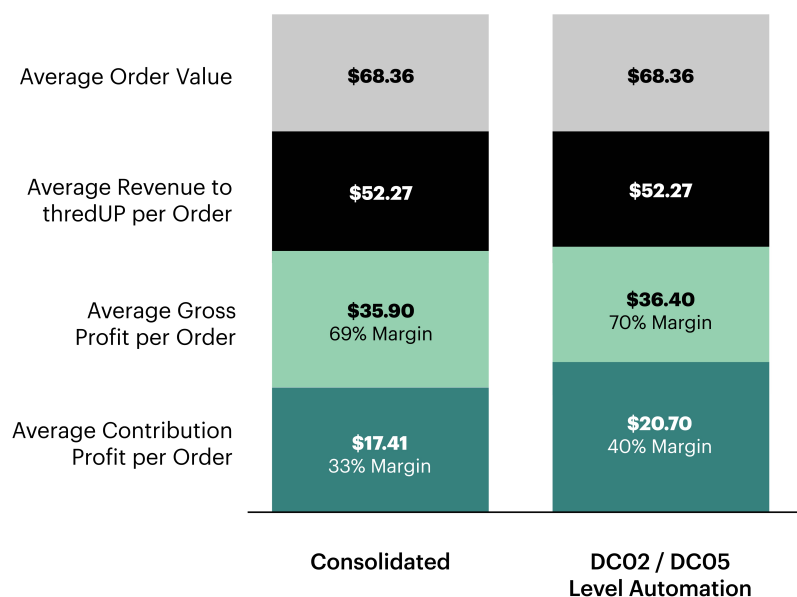 Average Order Value
$68.36
$68.36
Average Revenue to
thredUP per Order
$52.27
$52.27
Average Gross
Profit per Order
$35.90
69% Margin
$36.40
70% Margin
Average Contribution
Profit per Order
$17.41
33% Margin
$20.70
40% Margin
Consolidated
DC02 / DC05
Level Automation